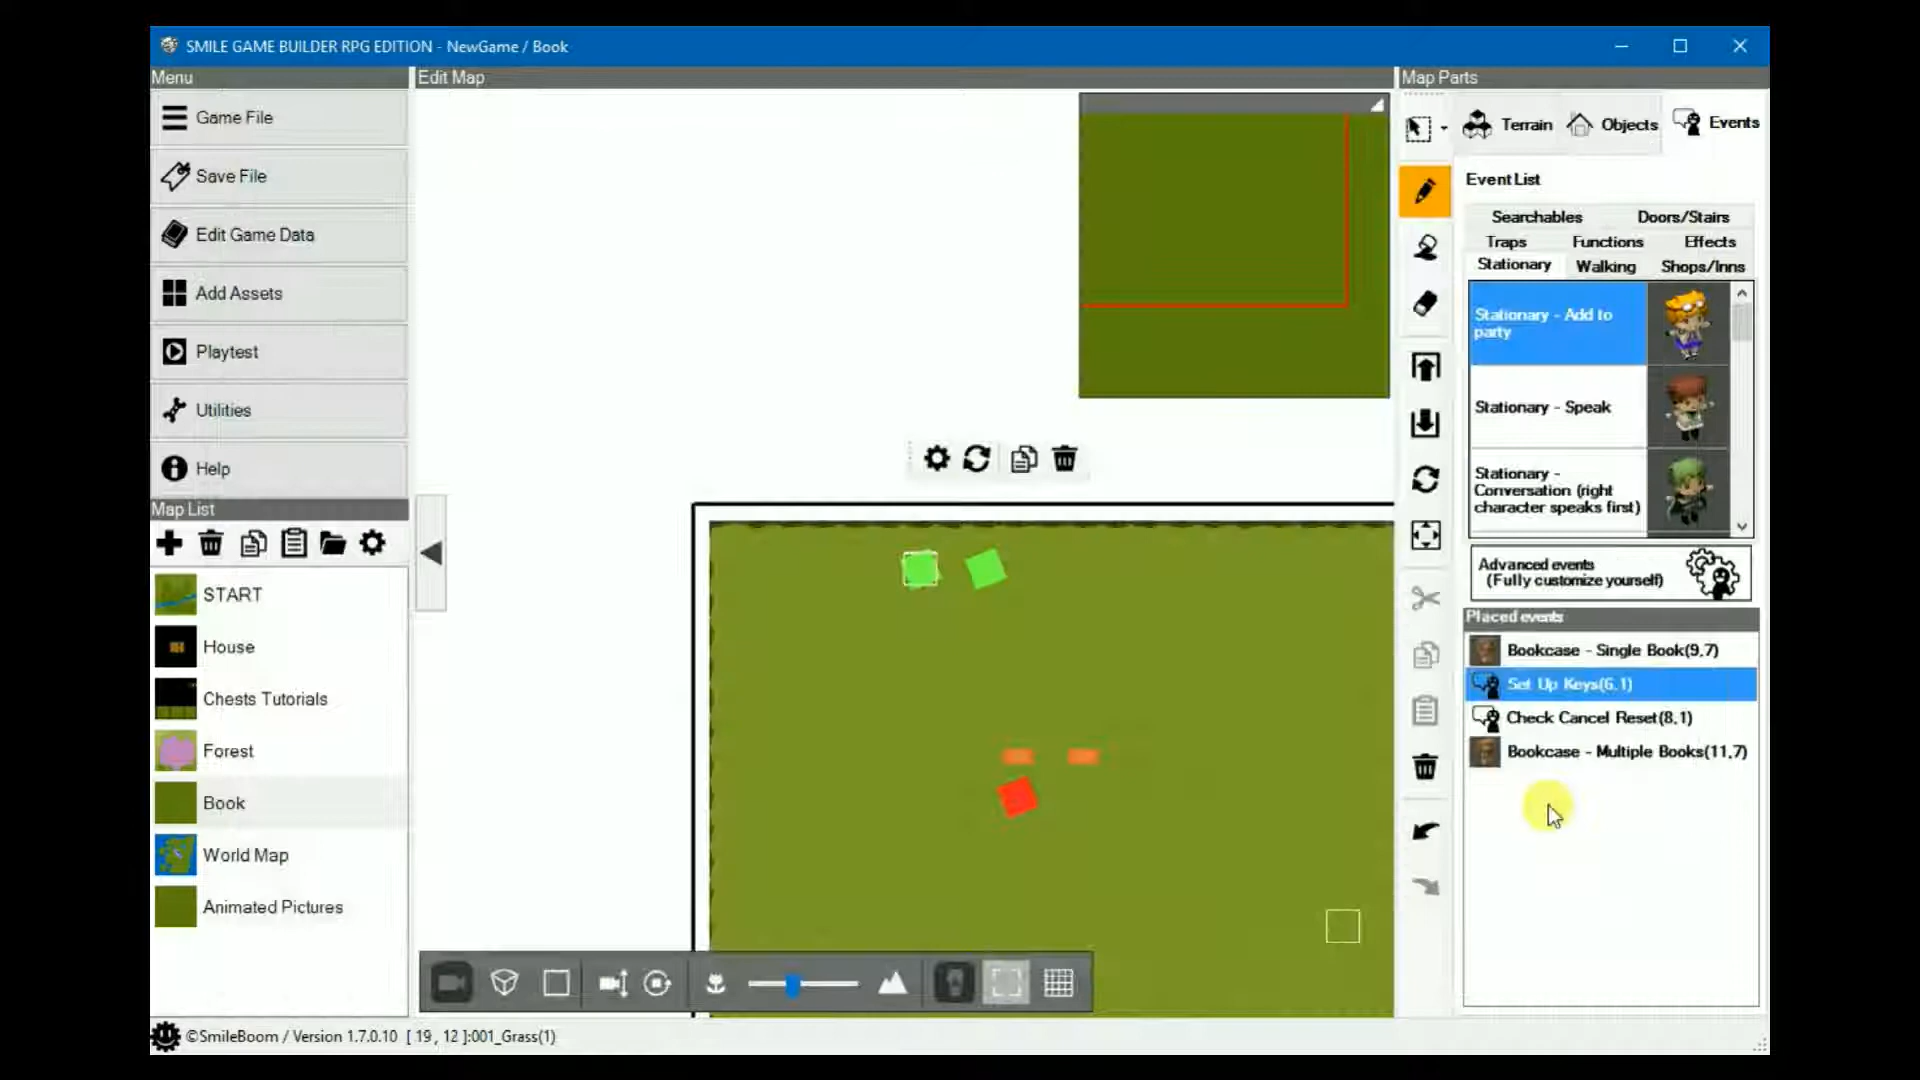 SMILE GAME BUILDER RPG EDITION - NewGame / Book
Menu
Edit Map
Map Parts
Game File
Save File
Edit Game Data
Add Assets
Playtest
Utilities
Help
Map List
START
House
Chests Tutorials
Forest
Book
World Map
Animated Pictures
Terrain
Objects
Events
Event List
Searchables
Doors/Stairs
Traps
Functions
Effects
Stationary
Walking
Shops/Inns
Stationary - Add to
party
Stationary - Speak
Stationary -
Conversation (right
character speaks first)
Advanced events
(Fully customize yourself)
Placed events
Bookcase - Single Book(9,7)
Set Up Keys(6,1)
Check Cancel Reset(8,1)
Bookcase - Multiple Books(11,7)
©SmileBoom / Version 1.7.0.10 [ 19 , 12 ]:001_Grass(1)